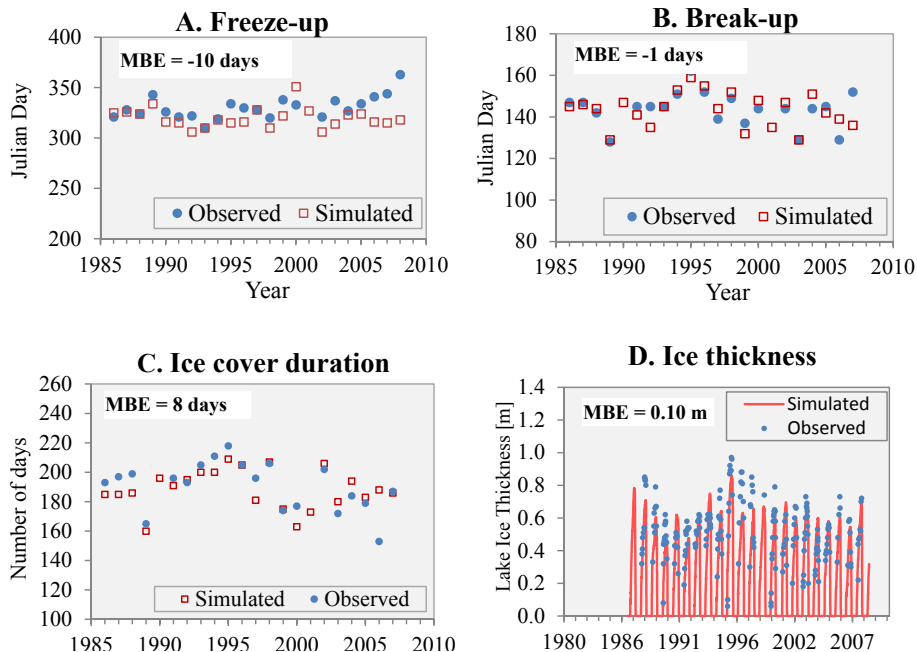 A. Freeze-up
400
350
300
250
200
MBE = -10 days
Julian Day
Observed
Simulated
1985 1990 1995 2000 2005 2010
Year
B. Break-up
180
160
140
120
100
80
MBE = -1 days
Julian Day
Observed
Simulated
1985 1990 1995 2000 2005 2010
Year
C. Ice cover duration
260
240
220
200
180
160
140
120
100
MBE = 8 days
Number of days
Simulated
Observed
1985 1990 1995 2000 2005 2010
D. Ice thickness
1.4
1.2
1.0
0.8
0.6
0.4
0.2
0.0
MBE = 0.10 m
Lake Ice Thickness [m]
Simulated
Observed
1980 1986 1991 1996 2002 2007